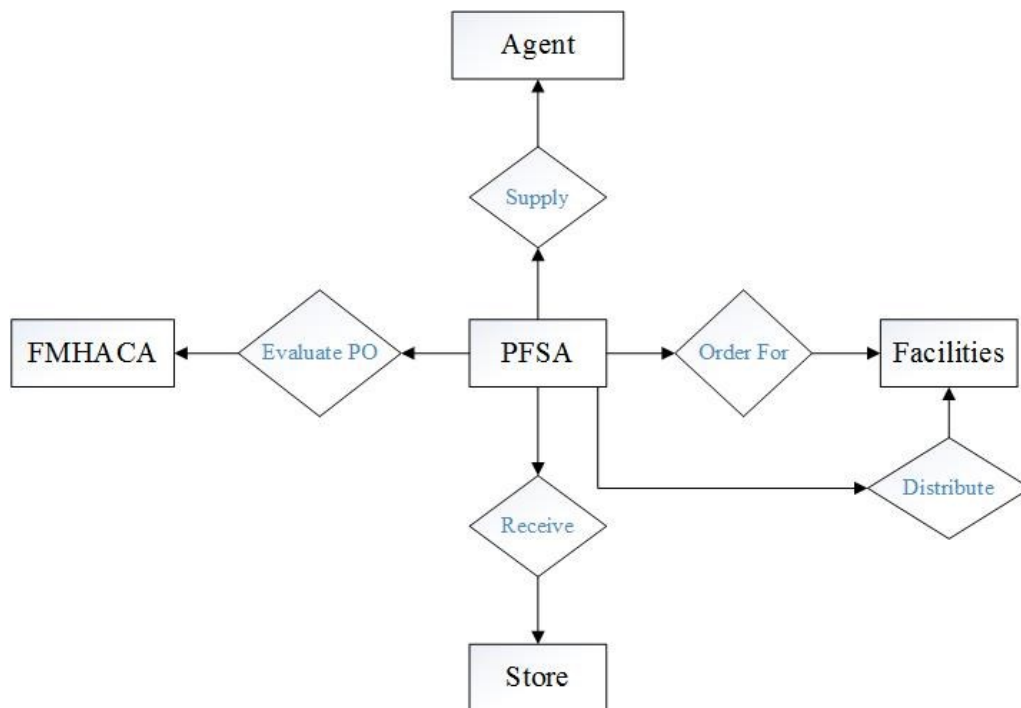 Agent
Supply
FMHACA
Evaluate PO
PFSA
Order For
Facilities
Distribute
Receive
Store